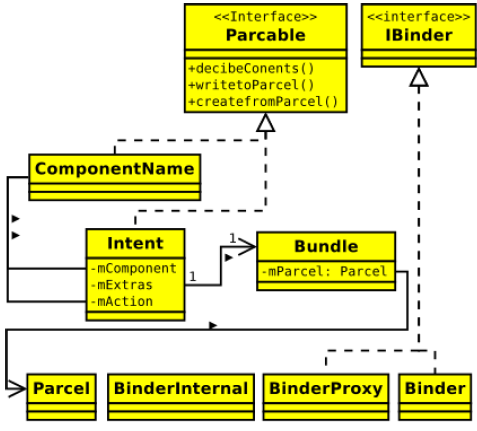 <<Interface>>
Parcable
+decibeConents()
+writetoParcel()
+createfromParcel()
<<interface>>
IBinder
ComponentName
Intent
-mComponent
-mExtras
-mAction
1
1
Bundle
-mParcel: Parcel
Parcel
BinderInternal
BinderProxy
Binder